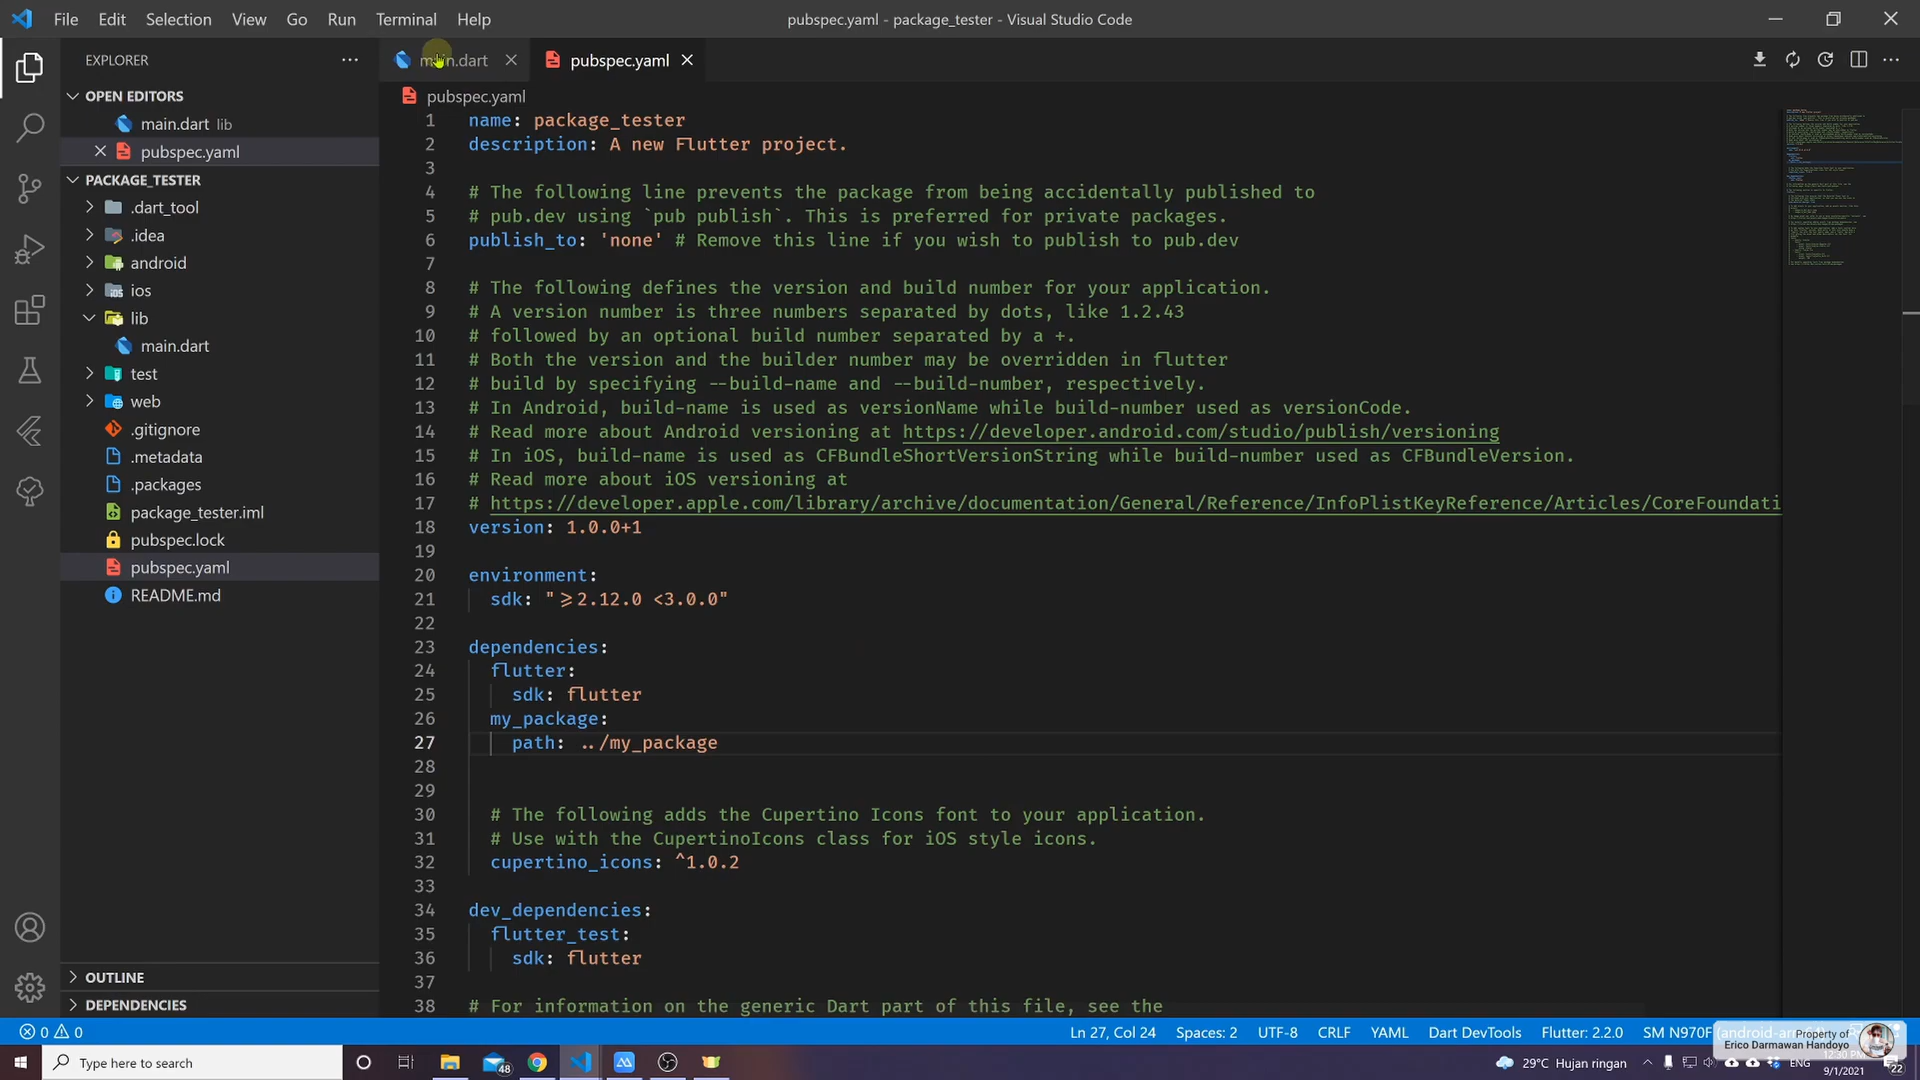 File Edit Selection View Go Run Terminal Help
pubspec.yaml - package_tester - Visual Studio Code
EXPLORER
OPEN EDITORS
main.dart lib
pubspec.yaml
PACKAGE_TESTER
.dart_tool
.idea
android
ios
lib
main.dart
test
web
.gitignore
.metadata
.packages
package_tester.iml
pubspec.lock
pubspec.yaml
README.md
OUTLINE
DEPENDENCIES
main.dart
pubspec.yaml
pubspec.yaml
1 name: package_tester
2 description: A new Flutter project.
3
4 # The following line prevents the package from being accidentally published to
5 # pub.dev using `pub publish`. This is preferred for private packages.
6 publish_to: 'none' # Remove this line if you wish to publish to pub.dev
7
8 # The following defines the version and build number for your application.
9 # A version number is three numbers separated by dots, like 1.2.43
10 # followed by an optional build number separated by a +.
11 # Both the version and the builder number may be overridden in flutter
12 # build by specifying --build-name and --build-number, respectively.
13 # In Android, build-name is used as versionName while build-number used as versionCode.
14 # Read more about Android versioning at https://developer.android.com/studio/publish/versioning
15 # In iOS, build-name is used as CFBundleShortVersionString while build-number used as CFBundleVersion.
16 # Read more about iOS versioning at
17 # https://developer.apple.com/library/archive/documentation/General/Reference/InfoPlistKeyReference/Articles/CoreFoundati
18 version: 1.0.0+1
19
20 environment:
21 sdk: "≥2.12.0 <3.0.0"
22
23 dependencies:
24 flutter:
25 sdk: flutter
26 my_package:
27 path: ../my_package
28
29
30 # The following adds the Cupertino Icons font to your application.
31 # Use with the CupertinoIcons class for iOS style icons.
32 cupertino_icons: ^1.0.2
33
34 dev_dependencies:
35 flutter_test:
36 sdk: flutter
37
38 # For information on the generic Dart part of this file, see the
0 0
Ln 27, Col 24 Spaces: 2 UTF-8 CRLF YAML Dart DevTools Flutter: 2.2.0 SM N970F
Property of
Erico Darmawan Handoyo
Type here to search
48
29°C Hujan ringan
ENG
12:30 PM
9/1/2021
22